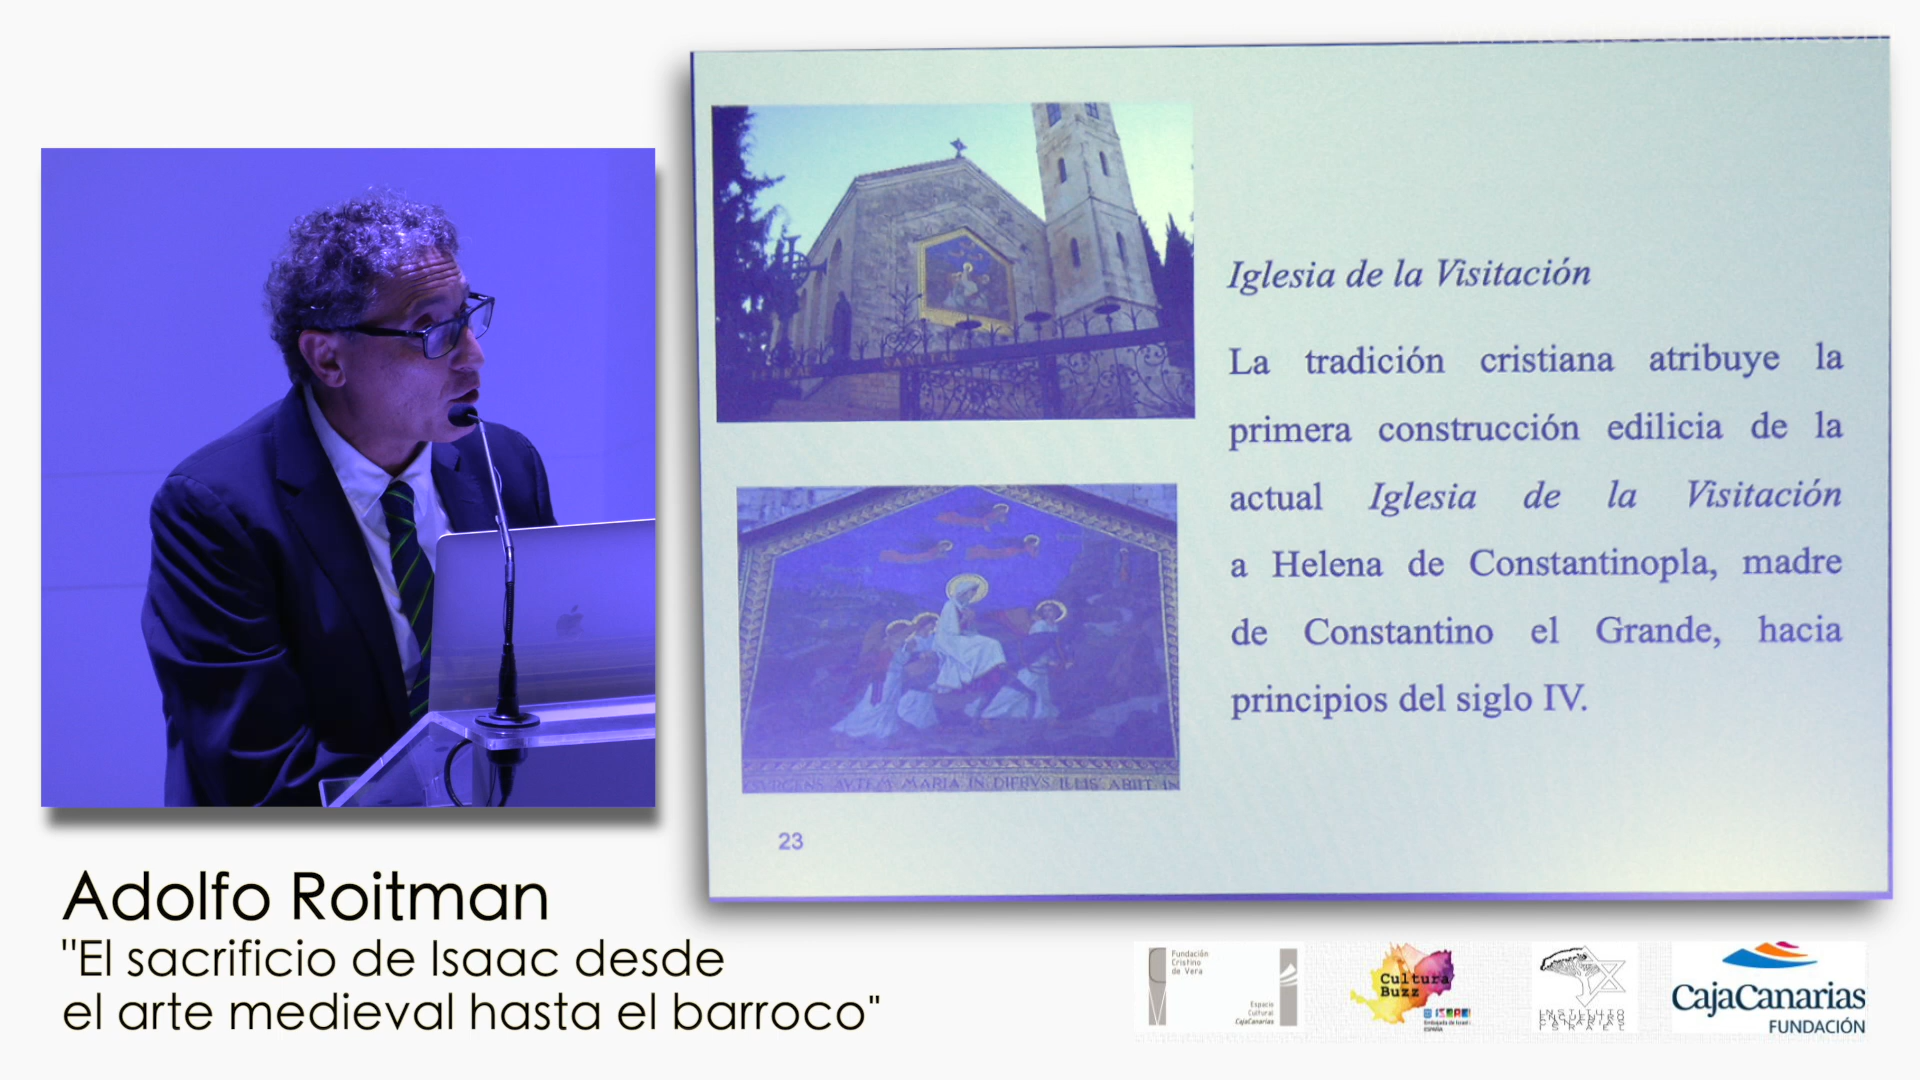 Iglesia de la Visitación
La tradición cristiana atribuye la
primera construcción edilicia de la
actual Iglesia de la Visitación
a Helena de Constantinopla, madre
de Constantino el Grande, hacia
principios del siglo IV.
MARIA IN DIEBVS ILLIS ABIIT IN
23
Adolfo Roitman
"El sacrificio de Isaac desde
el arte medieval hasta el barroco"
Fundación
Cristino
de Vera
Espacio
Cultural
CajaCanarias
Cultura
Buzz
CajaCanarias
FUNDACIÓN